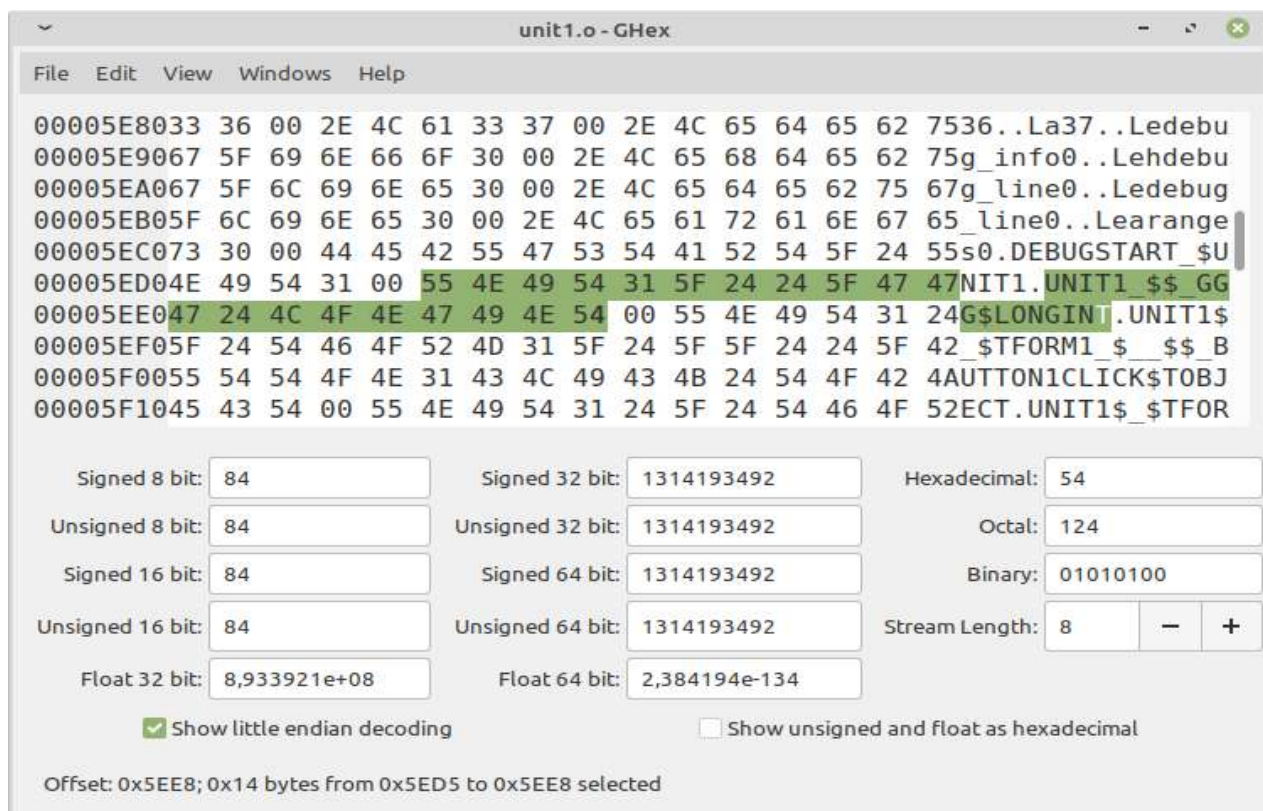 unit1.o - GHex
File Edit View Windows Help
00005E8033 36 00 2E 4C 61 33 37 00 2E 4C 65 64 65 62 7536..La37..Ledebu
00005E9067 5F 69 6E 66 6F 30 00 2E 4C 65 68 64 65 62 75g_info0..Lehdebu
00005EA067 5F 6C 69 6E 65 30 00 2E 4C 65 64 65 62 75 67g_line0..Ledebug
00005EB05F 6C 69 6E 65 30 00 2E 4C 65 61 72 61 6E 67 65_line0..Learange
00005EC073 30 00 44 45 42 55 47 53 54 41 52 54 5F 24 55s0.DEBUGSTART_$U
00005ED04E 49 54 31 00 55 4E 49 54 31 5F 24 24 5F 47 47NIT1.UNIT1_$$_GG
00005EE047 24 4C 4F 4E 47 49 4E 54 00 55 4E 49 54 31 24G$LONGINT.UNIT1$
00005EF05F 24 54 46 4F 52 4D 31 5F 24 5F 5F 24 24 5F 42_$TFORM1_$__$$_B
00005F0055 54 54 4F 4E 31 43 4C 49 43 4B 24 54 4F 42 4AUTTON1CLICK$TOBJ
00005F1045 43 54 00 55 4E 49 54 31 24 5F 24 54 46 4F 52ECT.UNIT1$_$TFOR
Signed 8 bit: 84 Signed 32 bit: 1314193492 Hexadecimal: 54
Unsigned 8 bit: 84 Unsigned 32 bit: 1314193492 Octal: 124
Signed 16 bit: 84 Signed 64 bit: 1314193492 Binary: 01010100
Unsigned 16 bit: 84 Unsigned 64 bit: 1314193492 Stream Length: 8 − +
Float 32 bit: 8,933921e+08 Float 64 bit: 2,384194e-134
Show little endian decoding Show unsigned and float as hexadecimal
Offset: 0x5EE8; 0x14 bytes from 0x5ED5 to 0x5EE8 selected